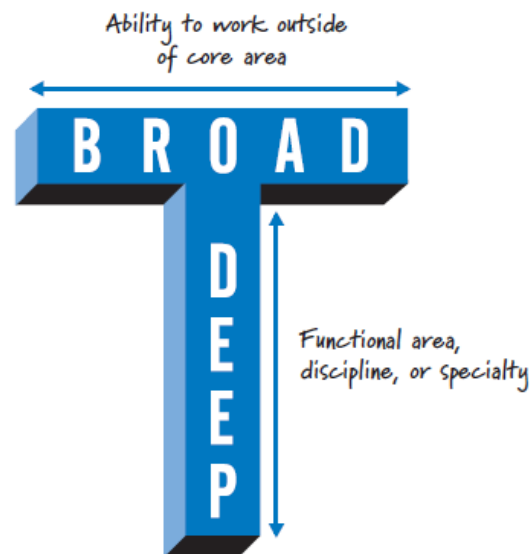 Ability to work outside
of core area
BROAD
DEEP
Functional area,
discipline, or specialty